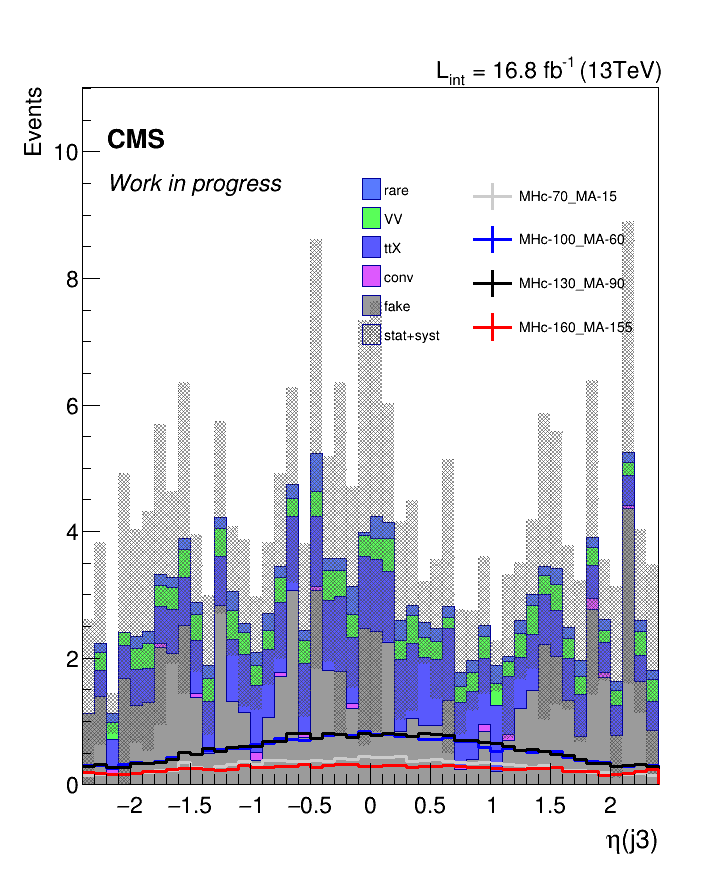 L_int = 16.8 fb^-1 (13TeV)
Events
CMS
Work in progress
rare
VV
ttX
conv
fake
stat+syst
MHc-70_MA-15
MHc-100_MA-60
MHc-130_MA-90
MHc-160_MA-155
10
8
6
4
2
0
−2 −1.5 −1 −0.5 0 0.5 1 1.5 2
η(j3)